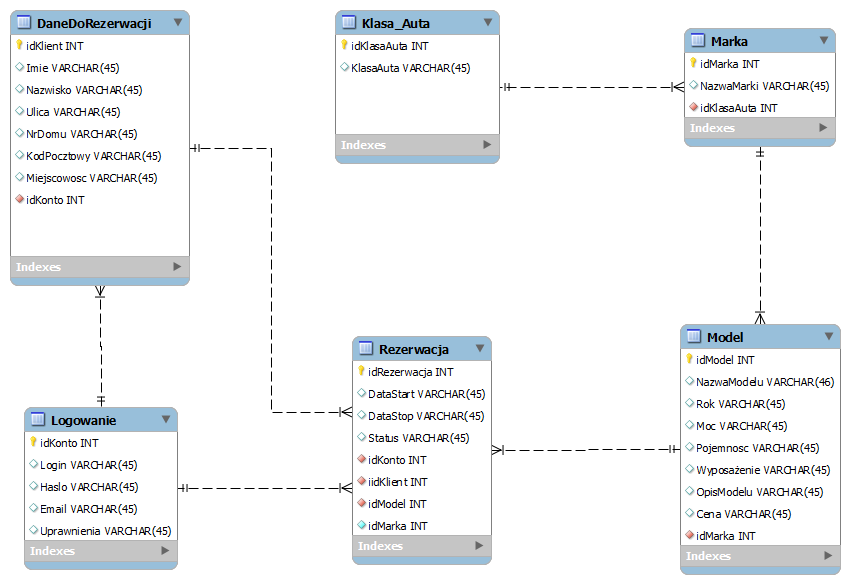 DaneDoRezerwacji
idKlient INT
Imie VARCHAR(45)
Nazwisko VARCHAR(45)
Ulica VARCHAR(45)
NrDomu VARCHAR(45)
KodPocztowy VARCHAR(45)
Miejscowosc VARCHAR(45)
idKonto INT
Indexes
Klasa_Auta
idKlasaAuta INT
KlasaAuta VARCHAR(45)
Indexes
Marka
idMarka INT
NazwaMarki VARCHAR(45)
idKlasaAuta INT
Indexes
Logowanie
idKonto INT
Login VARCHAR(45)
Haslo VARCHAR(45)
Email VARCHAR(45)
Uprawnienia VARCHAR(45)
Indexes
Rezerwacja
idRezerwacja INT
DataStart VARCHAR(45)
DataStop VARCHAR(45)
Status VARCHAR(45)
idKonto INT
iidKlient INT
idModel INT
idMarka INT
Indexes
Model
idModel INT
NazwaModelu VARCHAR(46)
Rok VARCHAR(45)
Moc VARCHAR(45)
Pojemnosc VARCHAR(45)
Wyposażenie VARCHAR(45)
OpisModelu VARCHAR(45)
Cena VARCHAR(45)
idMarka INT
Indexes